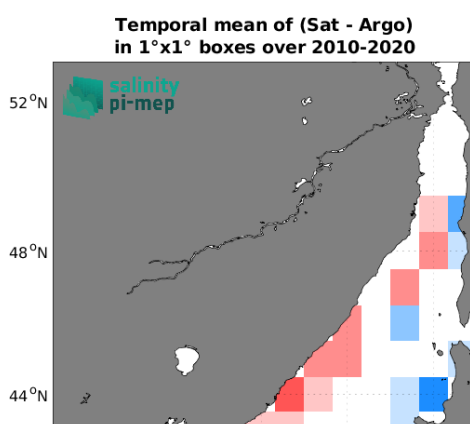 Temporal mean of (Sat - Argo)
in 1°x1° boxes over 2010-2020
salinity
pi-mep
52°N
48°N
44°N